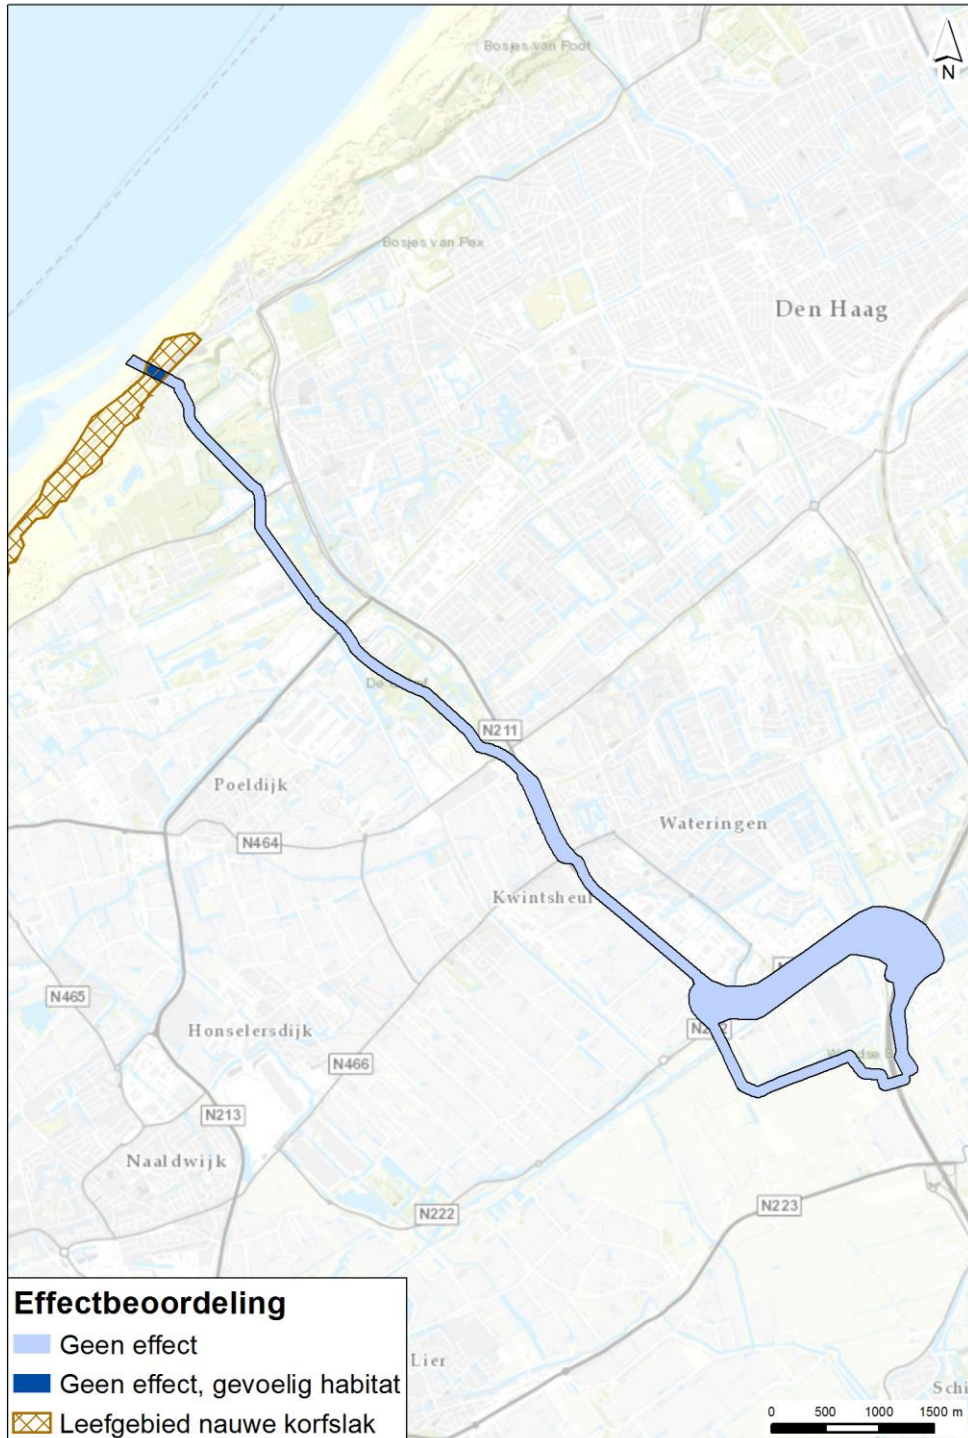 Bosjes van Poot
N
Bosjes van Pex
Den Haag
N211
Poeldijk
Wateringen
N464
Kwintsheul
N465
Honselersdijk
N466
N213
Naaldwijk
N223
N222
Effectbeoordeling
Geen effect
Geen effect, gevoelig habitat
Leefgebied nauwe korfslak
Lier
Schi
0 500 1000 1500 m